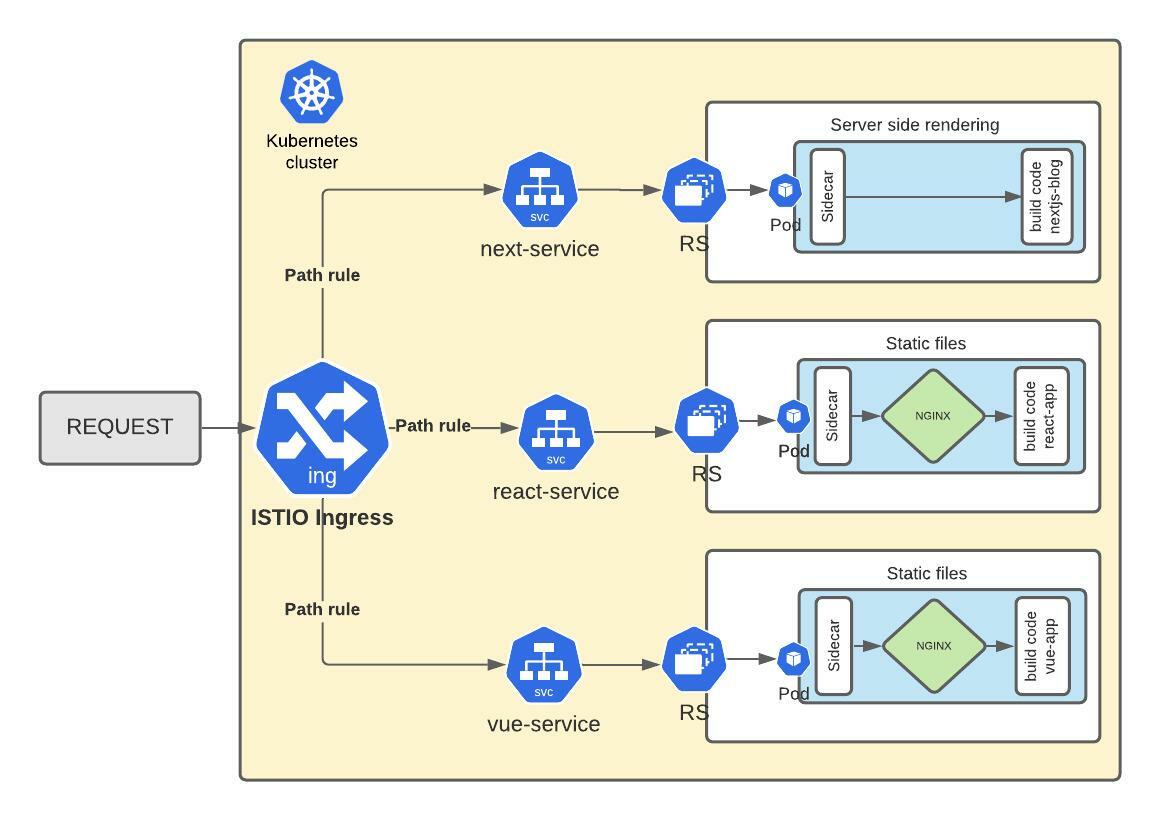 Kubernetes
cluster
Server side rendering
Sidecar
build code
nextjs-blog
svc
Pod
next-service
RS
Path rule
Static files
REQUEST
ing
ISTIO Ingress
Path rule
svc
react-service
RS
Pod
Sidecar
NGINX
build code
react-app
Static files
Path rule
svc
vue-service
RS
Pod
Sidecar
NGINX
build code
vue-app